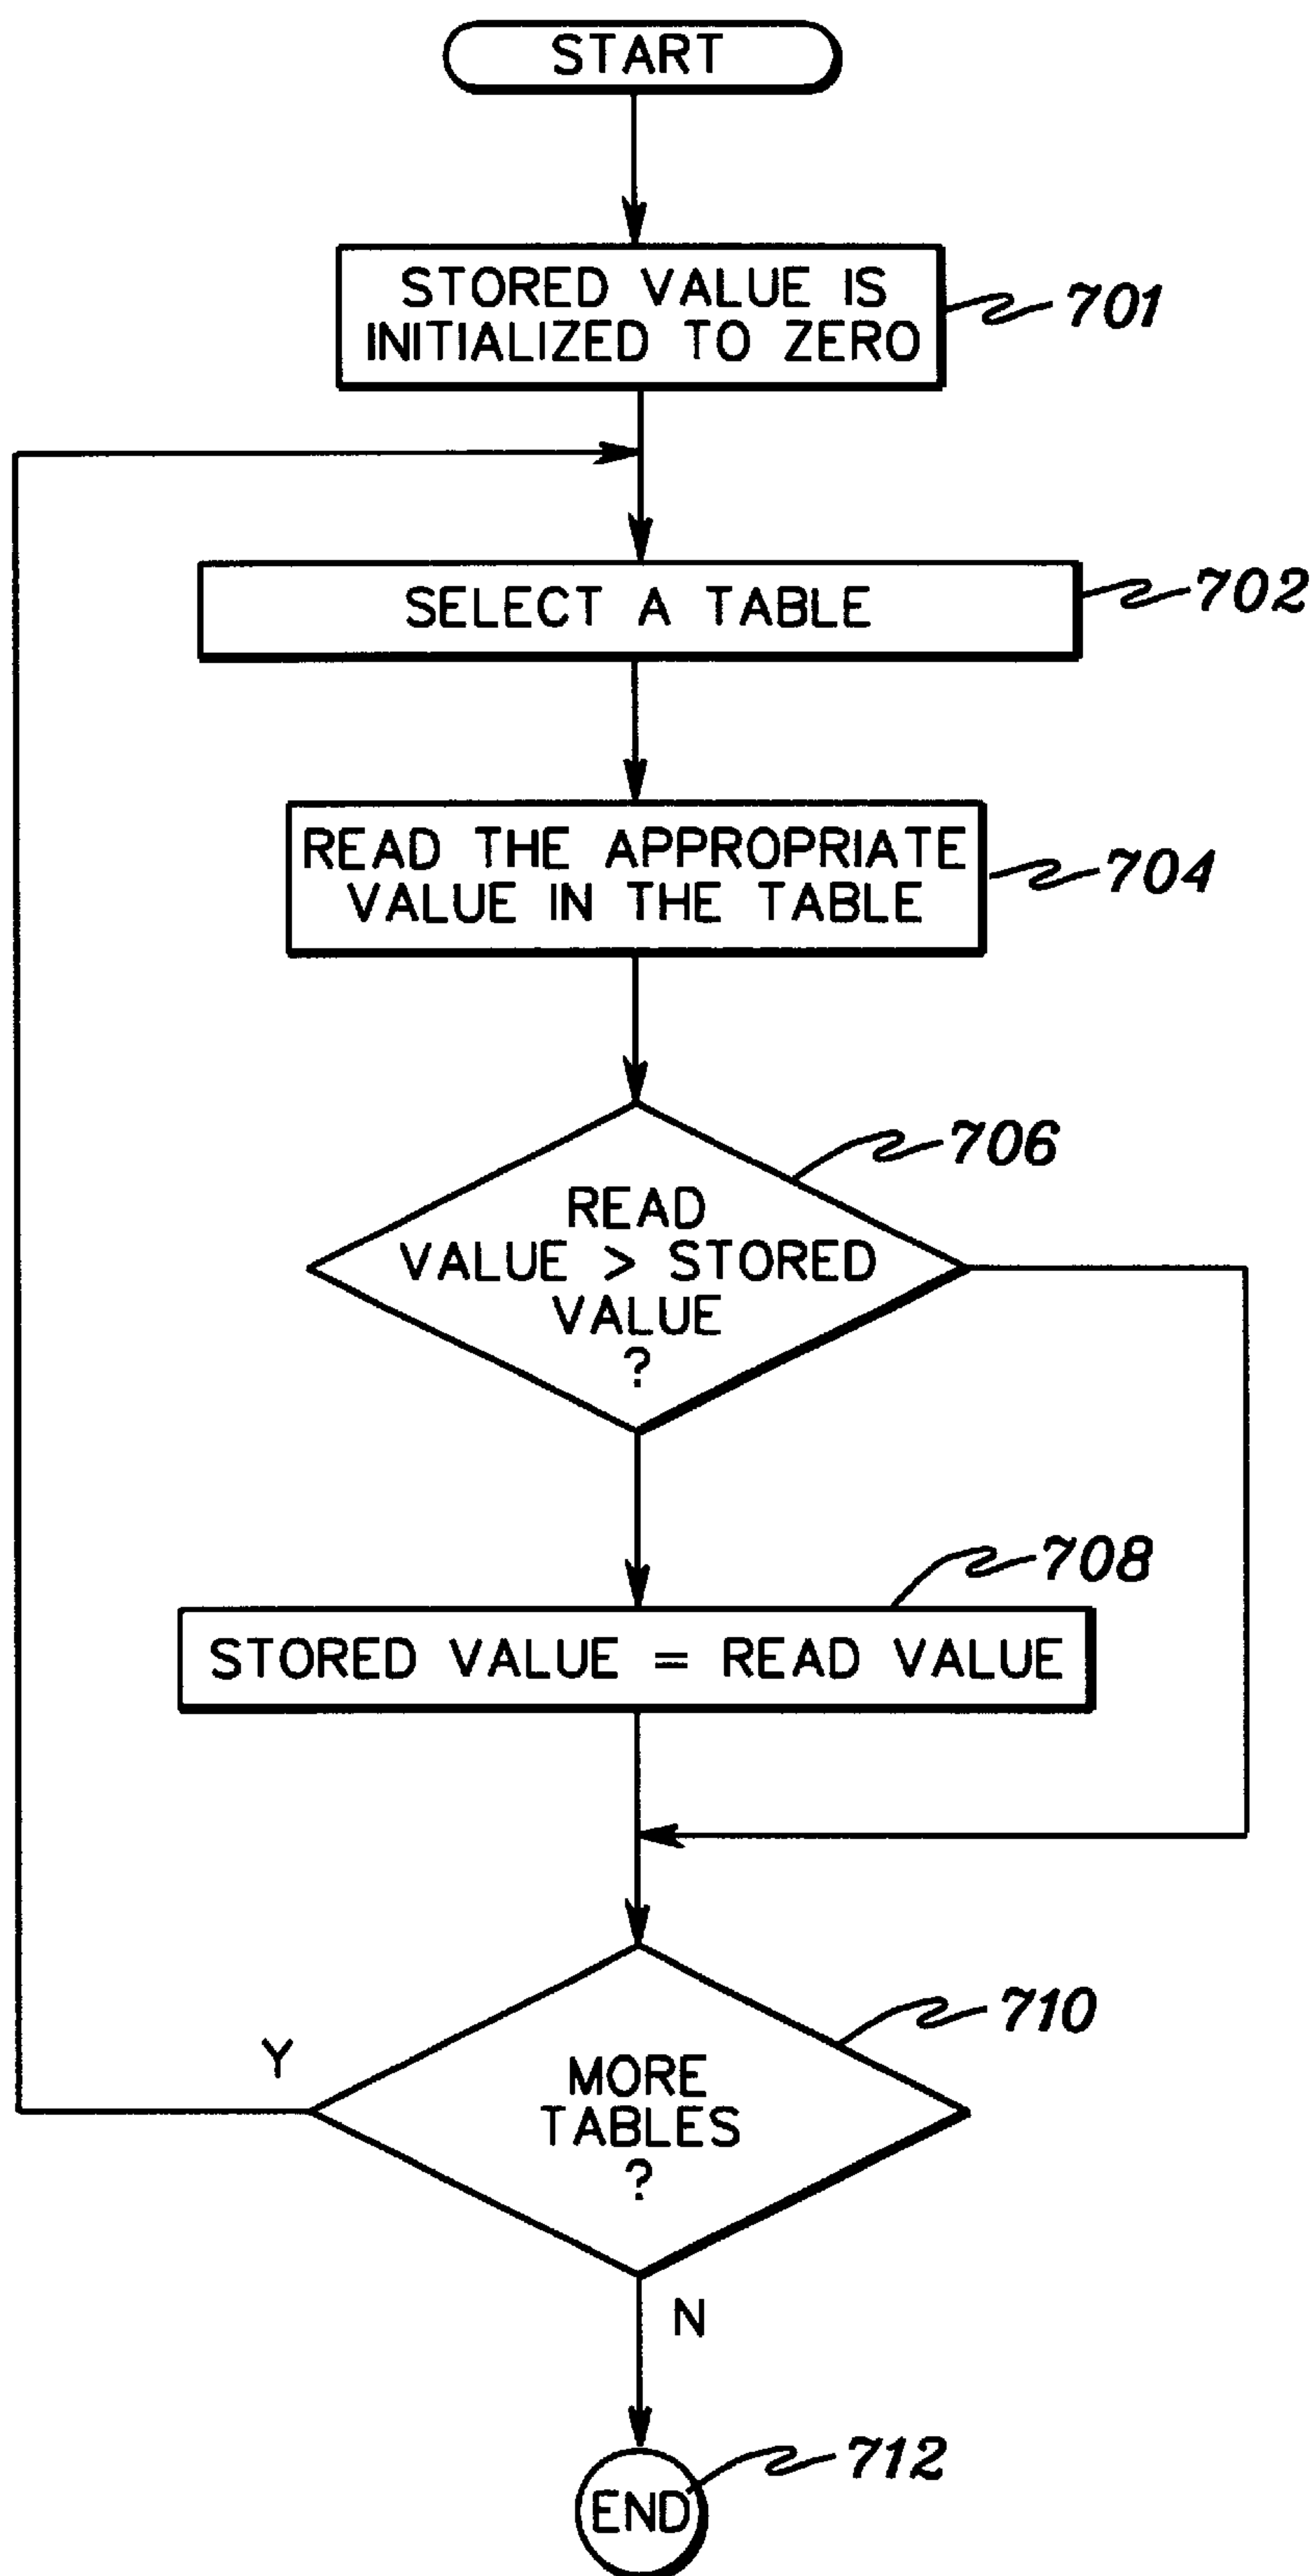 START
STORED VALUE IS
INITIALIZED TO ZERO
701
SELECT A TABLE
702
READ THE APPROPRIATE
VALUE IN THE TABLE
704
706
READ
VALUE > STORED
VALUE
?
708
STORED VALUE = READ VALUE
710
Y
MORE
TABLES
?
N
712
END